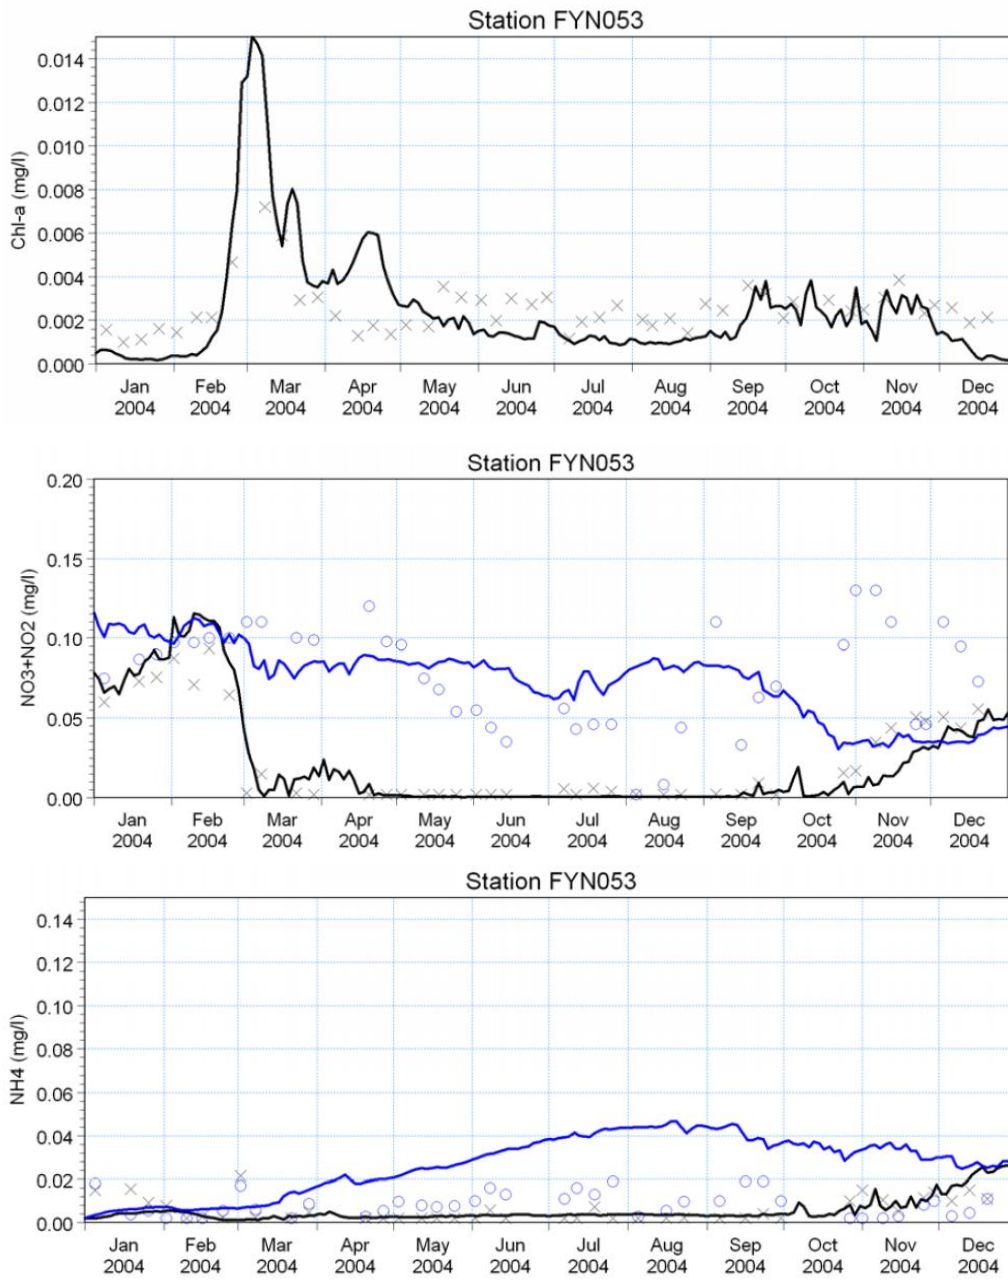 Station FYN053
Chl-a (mg/l)
0.014
0.012
0.010
0.008
0.006
0.004
0.002
0.000
Jan Feb Mar Apr May Jun Jul Aug Sep Oct Nov Dec
2004 2004 2004 2004 2004 2004 2004 2004 2004 2004 2004 2004
Station FYN053
NO3+NO2 (mg/l)
0.20
0.15
0.10
0.05
0.00
Jan Feb Mar Apr May Jun Jul Aug Sep Oct Nov Dec
2004 2004 2004 2004 2004 2004 2004 2004 2004 2004 2004 2004
Station FYN053
NH4 (mg/l)
0.14
0.12
0.10
0.08
0.06
0.04
0.02
0.00
Jan Feb Mar Apr May Jun Jul Aug Sep Oct Nov Dec
2004 2004 2004 2004 2004 2004 2004 2004 2004 2004 2004 2004